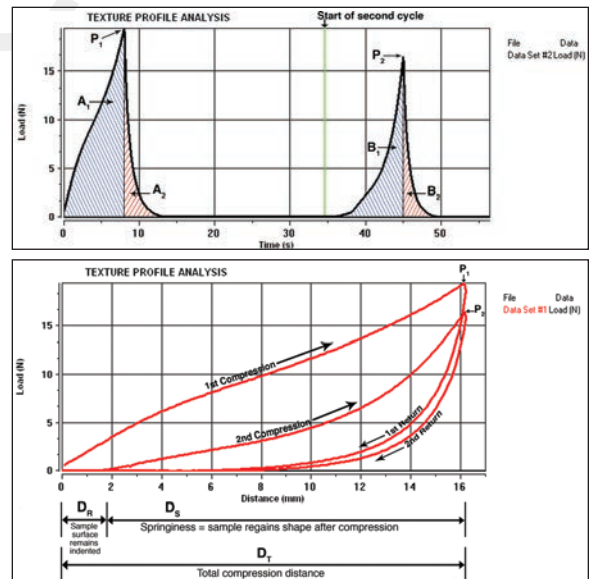 TEXTURE PROFILE ANALYSIS
Start of second cycle
P1
P2
File Data
Data Set #2 Load (N)
15
A1
Load (N)
10
B1
5
A2
B2
0
0 10 20 30 40 50
Time (s)
TEXTURE PROFILE ANALYSIS
P1
File Data
Data Set #1 Load (N)
P2
15
Load (N)
10
1st Compression
5
2nd Compression
1st Return
2nd Return
0
0 2 4 6 8 10 12 14 16
Distance (mm)
DR
DS
Sample
surface
remains
indented
Springiness = sample regains shape after compression
DT
Total compression distance